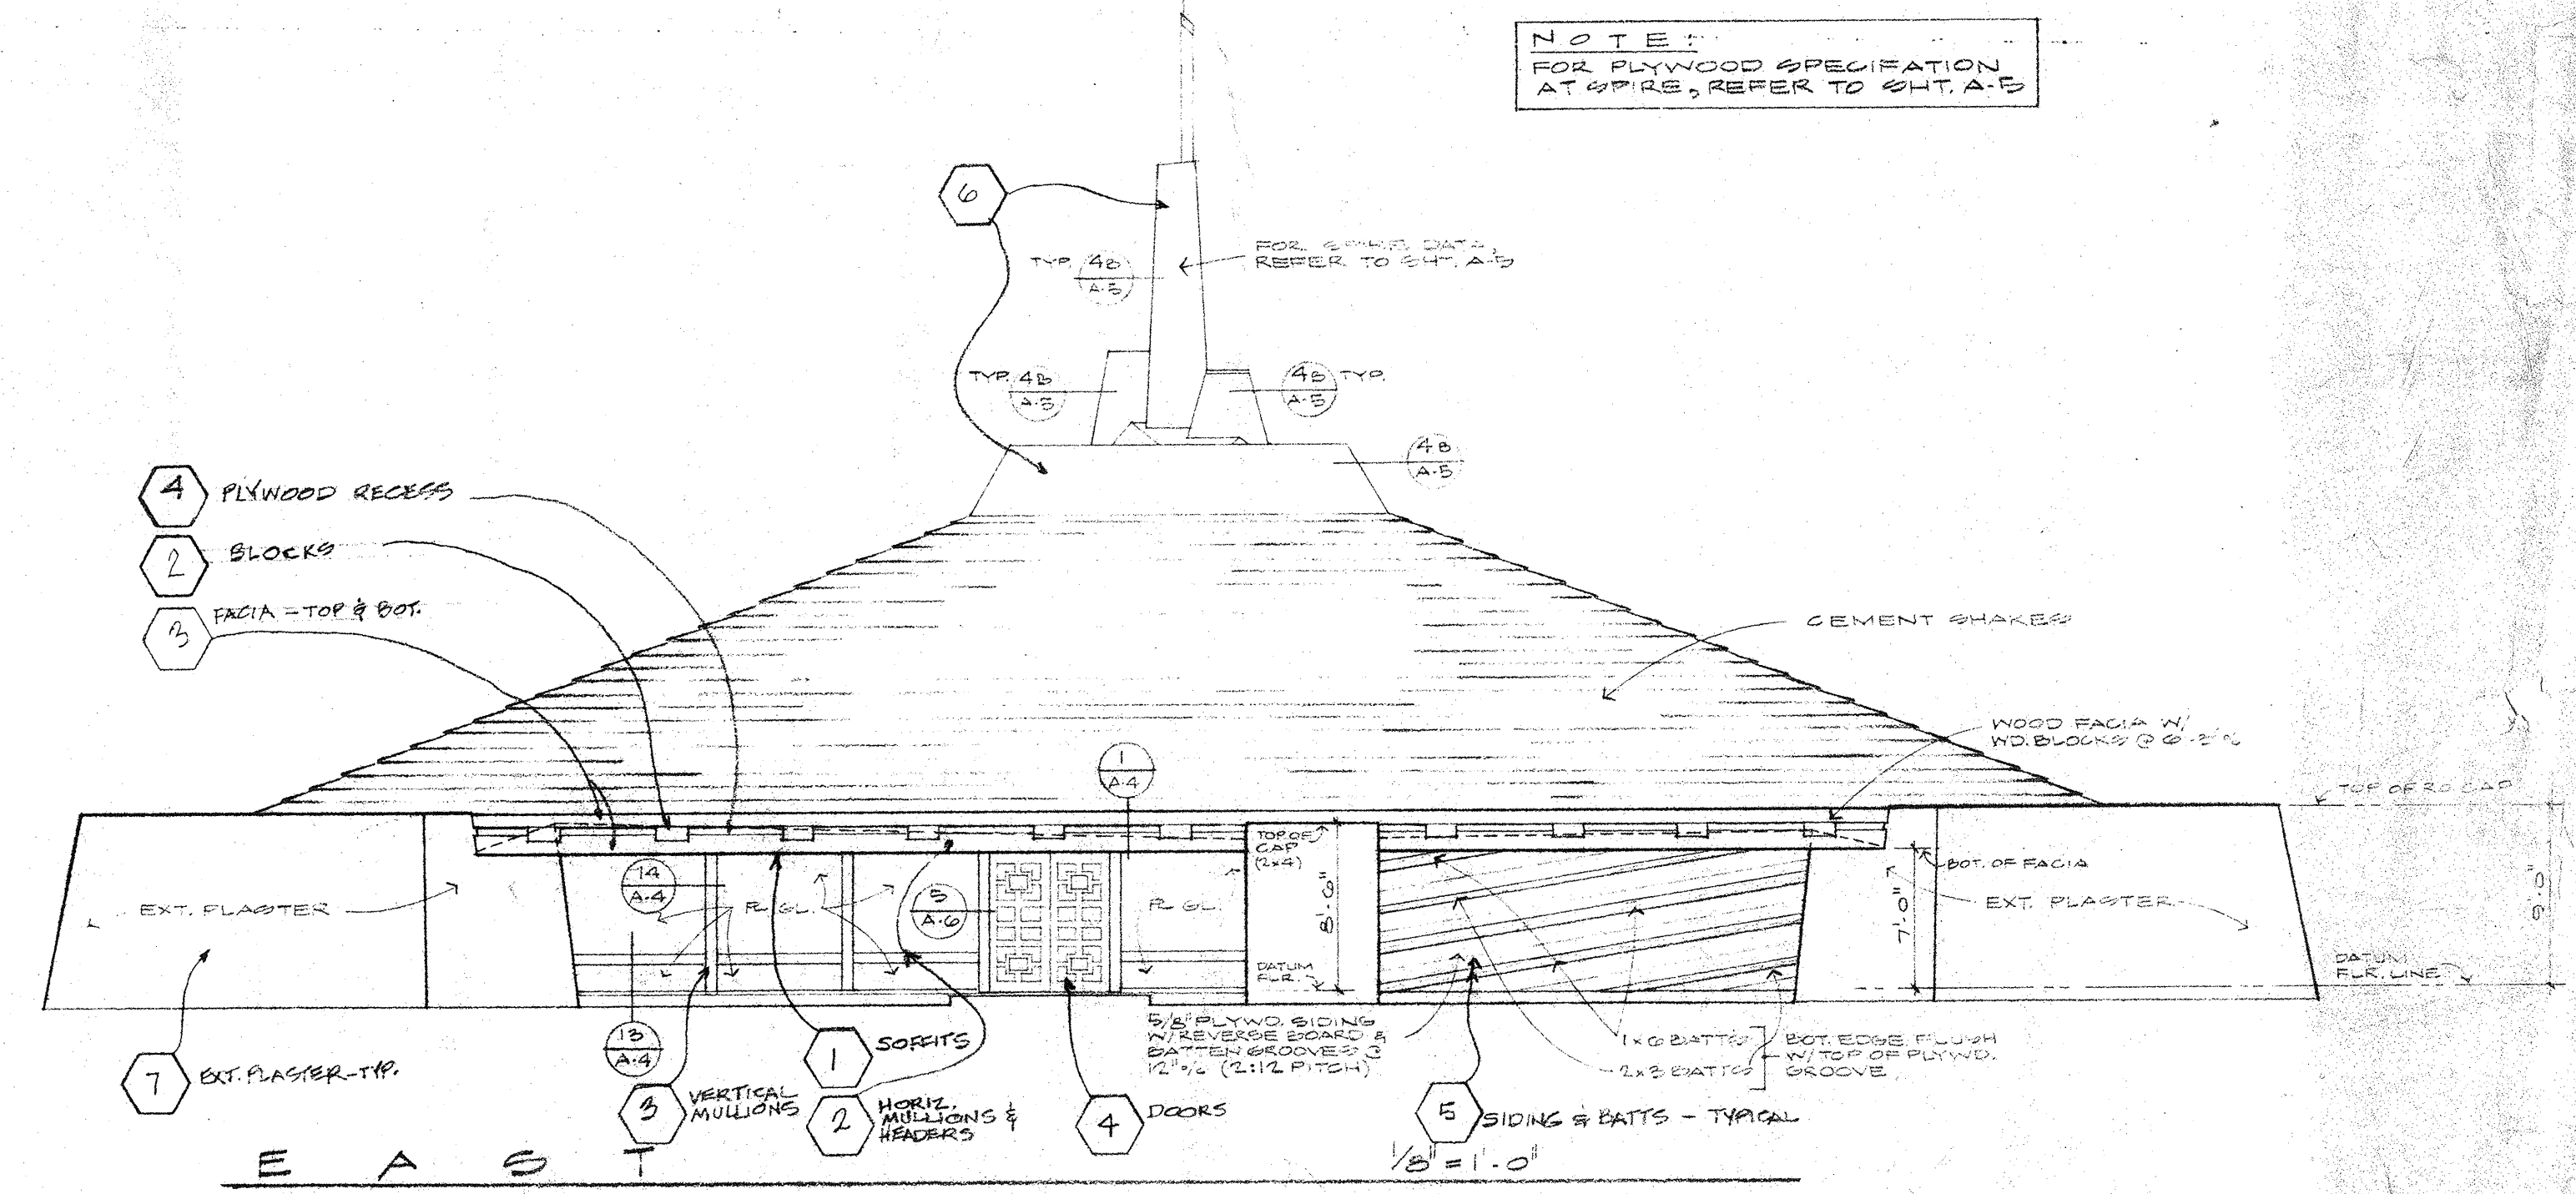 NOTE:
FOR PLYWOOD SPECIFATION
AT SPIRE, REFER TO SHT. A-5
6
TYP. 4B
A-5
FOR SPIRE DATA,
REFER TO SHT. A-5
TYP. 4B
A-5
4B TYP.
A-5
4B
A-5
4 PLYWOOD RECESS
2 BLOCKS
3 FACIA - TOP & BOT.
CEMENT SHAKES
WOOD FACIA W/
WD. BLOCKS @
1
A-4
TOP OF CAP
TOP OF
CAP
(2x4)
8'-0"
DATUM
FLR.
14
A-4
P. GL.
5
A-6
P. GL.
EXT. PLASTER
BOT. OF FACIA
7'-0"
EXT. PLASTER
9'-0"
DATUM
FLR. LINE
13
A-4
7 EXT. PLASTER-TYP.
3 VERTICAL
MULLIONS
1 SOFFITS
2 HORIZ.
MULLIONS &
HEADERS
4 DOORS
5/8" PLYWD. SIDING
W/REVERSE BOARD &
BATTEN GROOVES @
12" o/c (2:12 PITCH)
1x6 BATTS
2x3 BATTS
BOT. EDGE FLUSH
W/TOP OF PLYWD.
GROOVE
5 SIDING & BATTS - TYPICAL
EAST
1/8" = 1'-0"